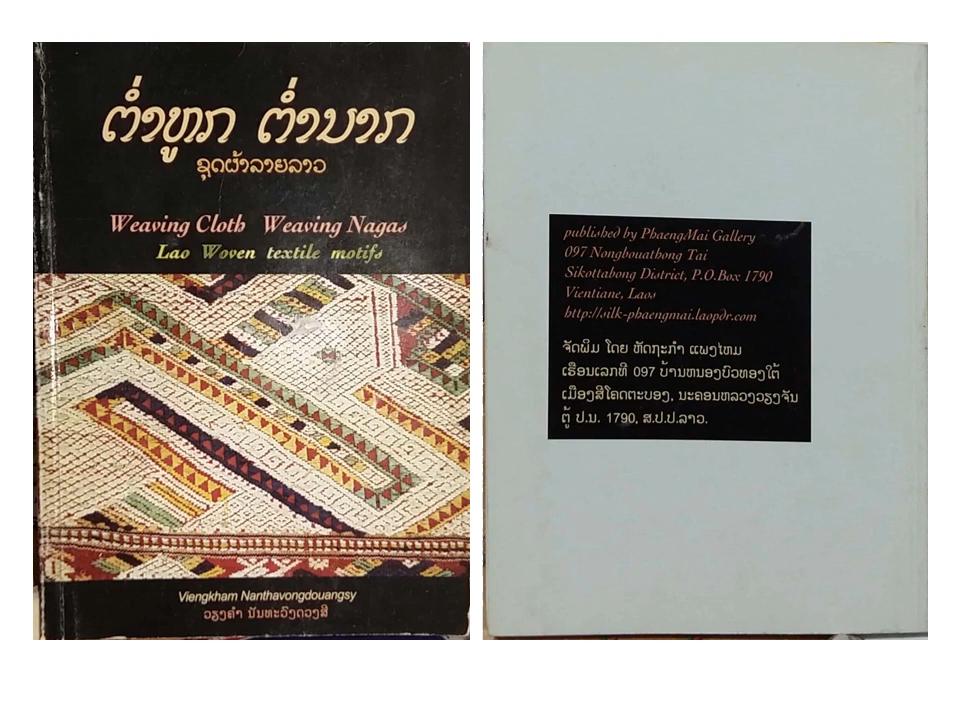 ຕ່ຳຫູກ ຕ່ຳນາກ
ຊຸດຜ້າລາຍລາວ
Weaving Cloth Weaving Nagas
Lao Woven textile motifs
Viengkham Nanthavongdouangsy
ວຽງຄຳ ນັນທະວົງດວງສີ
published by PhaengMai Gallery
097 Nongbouathong Tai
Sikottabong District, P.O.Box 1790
Vientiane, Laos
http://silk-phaengmai.laopdr.com
ຈັດພິມ ໂດຍ ຫັດຖະກຳ ແພງໄຫມ
ເຮືອນເລກທີ 097 ບ້ານຫນອງບົວທອງໃຕ້
ເມືອງສີໂຄດຕະບອງ, ນະຄອນຫລວງວຽງຈັນ
ຕູ້ ປ.ນ. 1790, ສ.ປ.ປ.ລາວ.